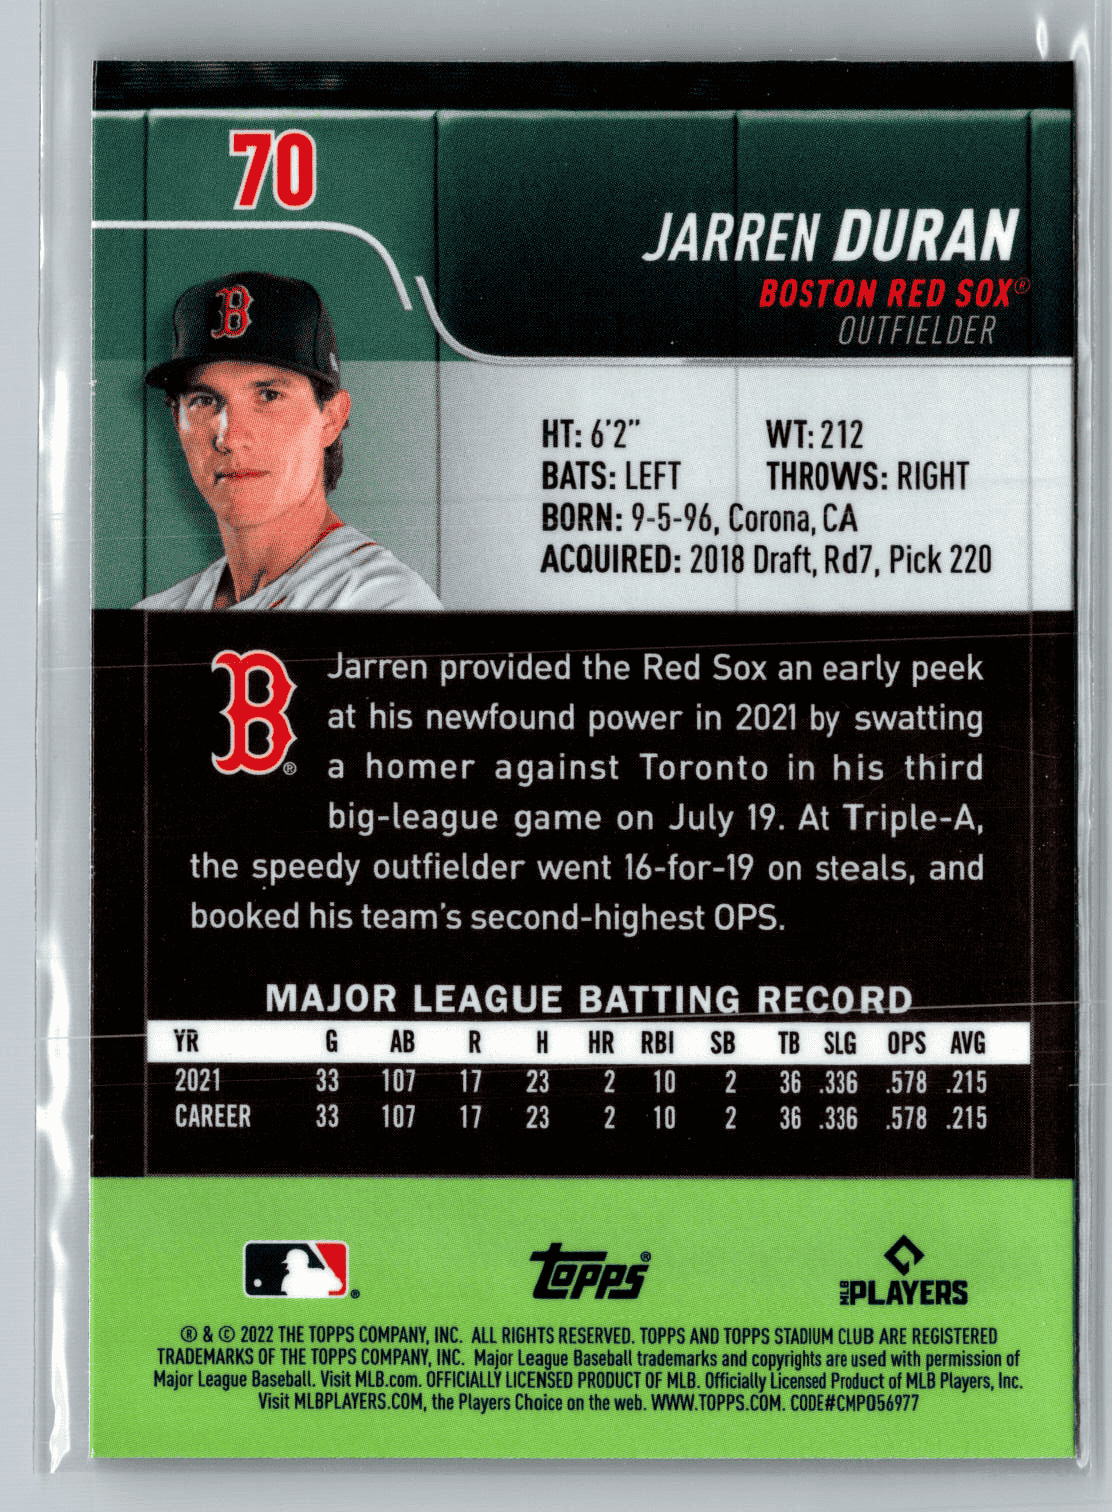 70
JARREN DURAN
BOSTON RED SOX®
OUTFIELDER
B
HT: 6'2" WT: 212
BATS: LEFT THROWS: RIGHT
BORN: 9-5-96, Corona, CA
ACQUIRED: 2018 Draft, Rd7, Pick 220
B®
Jarren provided the Red Sox an early peek
at his newfound power in 2021 by swatting
a homer against Toronto in his third
big-league game on July 19. At Triple-A,
the speedy outfielder went 16-for-19 on steals, and
booked his team's second-highest OPS.
MAJOR LEAGUE BATTING RECORD
YR G AB R H HR RBI SB TB SLG OPS AVG
2021 33 107 17 23 2 10 2 36 .336 .578 .215
CAREER 33 107 17 23 2 10 2 36 .336 .578 .215
® Topps® MLB PLAYERS
® & © 2022 THE TOPPS COMPANY, INC. ALL RIGHTS RESERVED. TOPPS AND TOPPS STADIUM CLUB ARE REGISTERED
TRADEMARKS OF THE TOPPS COMPANY, INC. Major League Baseball trademarks and copyrights are used with permission of
Major League Baseball. Visit MLB.com. OFFICIALLY LICENSED PRODUCT OF MLB. Officially Licensed Product of MLB Players, Inc.
Visit MLBPLAYERS.COM, the Players Choice on the web. WWW.TOPPS.COM. CODE#CMP056977